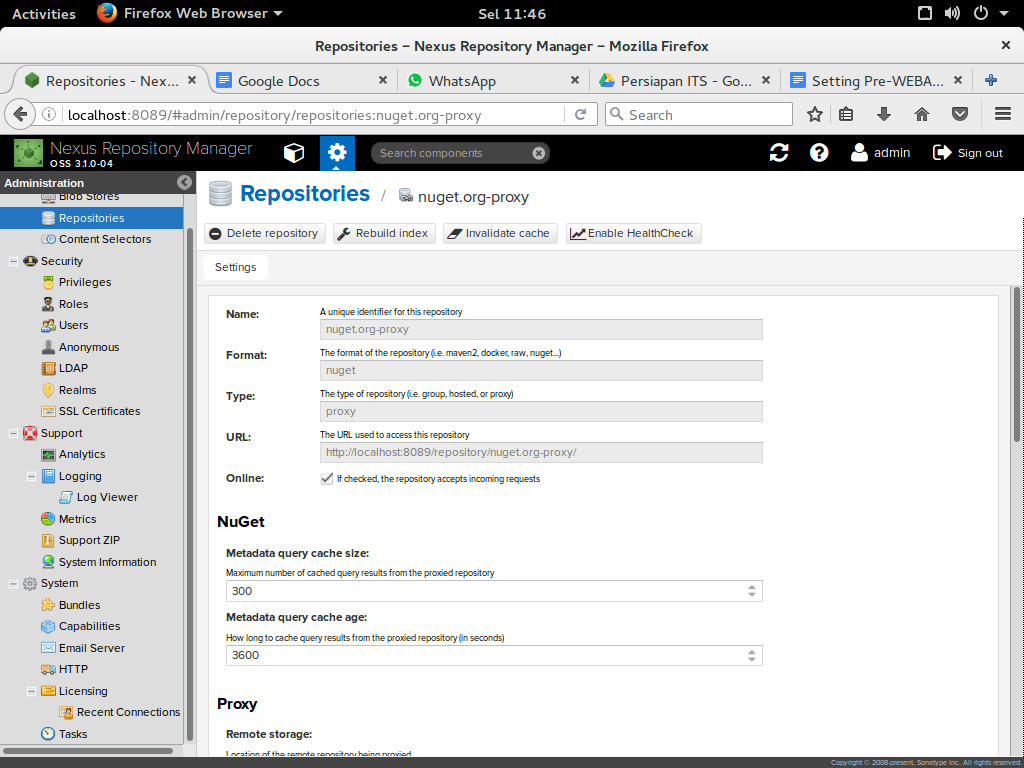 Activities Firefox Web Browser Sel 11:46
Repositories – Nexus Repository Manager – Mozilla Firefox
Repositories - Nex... Google Docs WhatsApp Persiapan ITS - Go... Setting Pre-WEBA...
localhost:8089/#admin/repository/repositories:nuget.org-proxy Search
Nexus Repository Manager
OSS 3.1.0-04
Search components
admin Sign out
Administration
Blob Stores
Repositories
Content Selectors
Security
Privileges
Roles
Users
Anonymous
LDAP
Realms
SSL Certificates
Support
Analytics
Logging
Log Viewer
Metrics
Support ZIP
System Information
System
Bundles
Capabilities
Email Server
HTTP
Licensing
Recent Connections
Tasks
Repositories / nuget.org-proxy
Delete repository Rebuild index Invalidate cache Enable HealthCheck
Settings
Name: A unique identifier for this repository
nuget.org-proxy
Format: The format of the repository (i.e. maven2, docker, raw, nuget...)
nuget
Type: The type of repository (i.e. group, hosted, or proxy)
proxy
URL: The URL used to access this repository
http://localhost:8089/repository/nuget.org-proxy/
Online: If checked, the repository accepts incoming requests
NuGet
Metadata query cache size:
Maximum number of cached query results from the proxied repository
300
Metadata query cache age:
How long to cache query results from the proxied repository (in seconds)
3600
Proxy
Remote storage:
Location of the remote repository being proxied
Copyright © 2008-present, Sonatype Inc. All rights reserved.